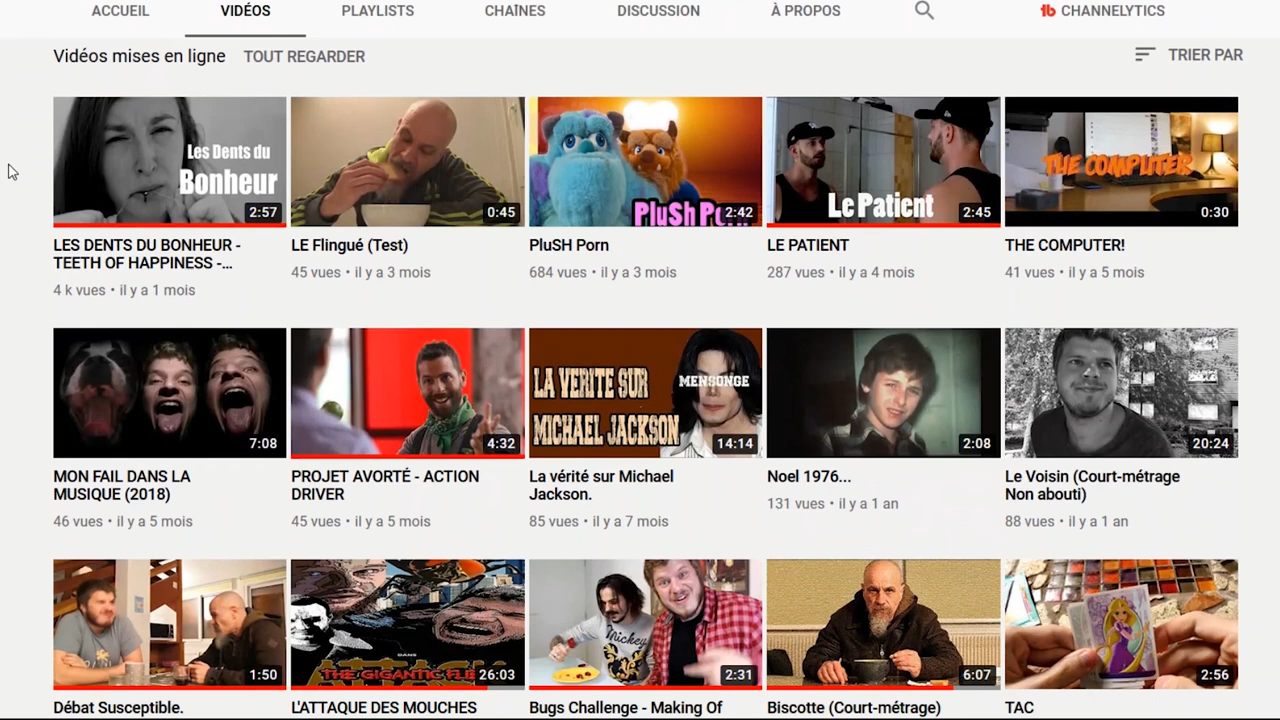 ACCUEIL VIDÉOS PLAYLISTS CHAÎNES DISCUSSION À PROPOS CHANNELYTICS
Vidéos mises en ligne TOUT REGARDER TRIER PAR
Les Dents du
Bonheur
2:57
0:45
PluSh
2:42
Le Patient
2:45
THE COMPUTER
0:30
LES DENTS DU BONHEUR -
TEETH OF HAPPINESS -...
4 k vues • il y a 1 mois
LE Flingué (Test)
45 vues • il y a 3 mois
PluSH Porn
684 vues • il y a 3 mois
LE PATIENT
287 vues • il y a 4 mois
THE COMPUTER!
41 vues • il y a 5 mois
7:08
4:32
LA VERITE SUR
MICHAEL JACKSON
MENSONGE
14:14
2:08
20:24
MON FAIL DANS LA
MUSIQUE (2018)
46 vues • il y a 5 mois
PROJET AVORTÉ - ACTION
DRIVER
45 vues • il y a 5 mois
La vérité sur Michael
Jackson.
85 vues • il y a 7 mois
Noel 1976...
131 vues • il y a 1 an
Le Voisin (Court-métrage
Non abouti)
88 vues • il y a 1 an
1:50
DANS
THE GIGANTIC
26:03
Mickey
2:31
6:07
2:56
Débat Susceptible.
L'ATTAQUE DES MOUCHES
Bugs Challenge - Making Of
Biscotte (Court-métrage)
TAC